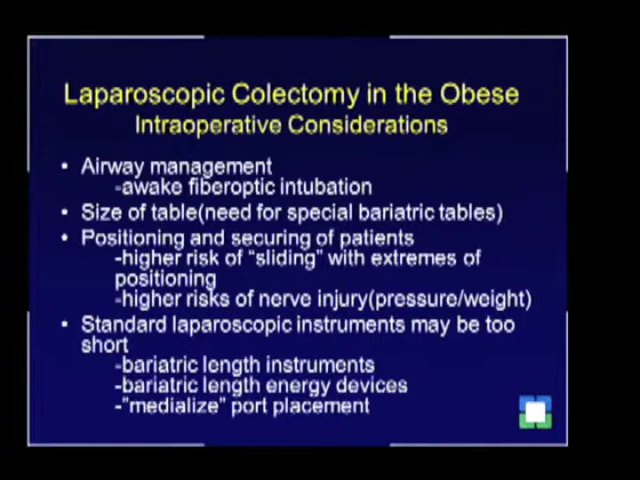 Laparoscopic Colectomy in the Obese
Intraoperative Considerations
• Airway management
-awake fiberoptic intubation
• Size of table(need for special bariatric tables)
• Positioning and securing of patients
-higher risk of "sliding" with extremes of
positioning
-higher risks of nerve injury(pressure/weight)
• Standard laparoscopic instruments may be too
short
-bariatric length instruments
-bariatric length energy devices
-"medialize" port placement